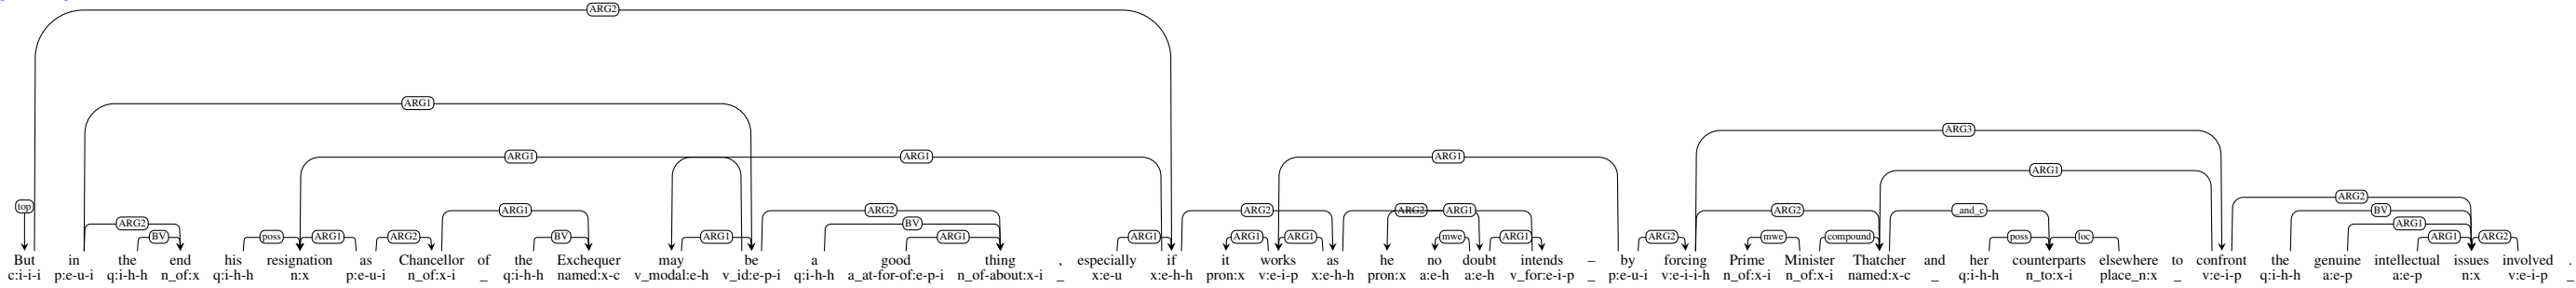 ARG2
ARG1
ARG3
ARG1 ARG1 ARG1
ARG1
ARG2
top ARG1 ARG2 ARG2 ARG2 ARG1 ARG2 _and_c BV
ARG2 BV ARG1
BV poss ARG1 ARG2 BV ARG1 ARG1 ARG1 ARG1 ARG1 mwe ARG1 ARG2 mwe compound poss loc ARG1 ARG2
But in the end his resignation as Chancellor of the Exchequer may be a good thing , especially if it works as he no doubt intends – by forcing Prime Minister Thatcher and her counterparts elsewhere to confront the genuine intellectual issues involved .
c:i-i-i p:e-u-i q:i-h-h n_of:x q:i-h-h n:x p:e-u-i n_of:x-i _ q:i-h-h named:x-c v_modal:e-h v_id:e-p-i q:i-h-h a_at-for-of:e-p-i n_of-about:x-i _ x:e-u x:e-h-h pron:x v:e-i-p x:e-h-h pron:x a:e-h a:e-h v_for:e-i-p _ p:e-u-i v:e-i-i-h n_of:x-i n_of:x-i named:x-c _ q:i-h-h n_to:x-i place_n:x _ v:e-i-p q:i-h-h a:e-p a:e-p n:x v:e-i-p _